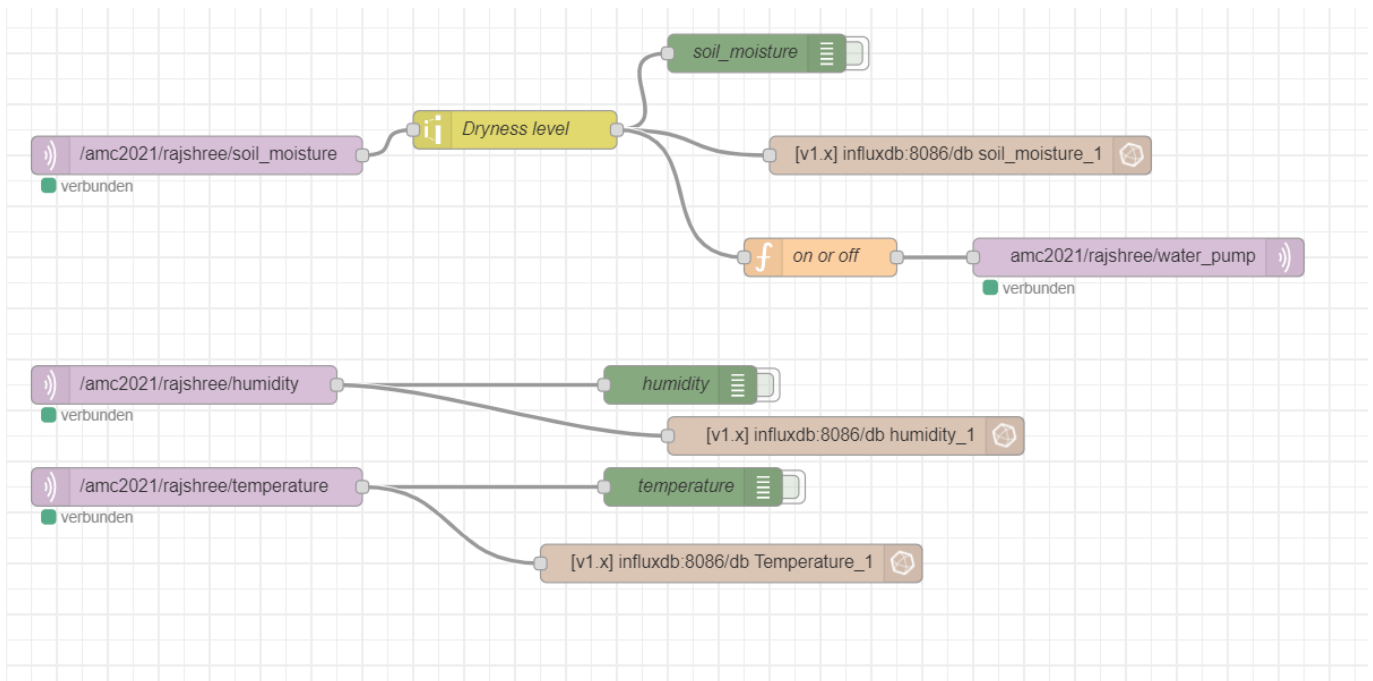 soil_moisture
Dryness level
/amc2021/rajshree/soil_moisture
verbunden
[v1.x] influxdb:8086/db soil_moisture_1
on or off
amc2021/rajshree/water_pump
verbunden
/amc2021/rajshree/humidity
verbunden
humidity
[v1.x] influxdb:8086/db humidity_1
/amc2021/rajshree/temperature
verbunden
temperature
[v1.x] influxdb:8086/db Temperature_1